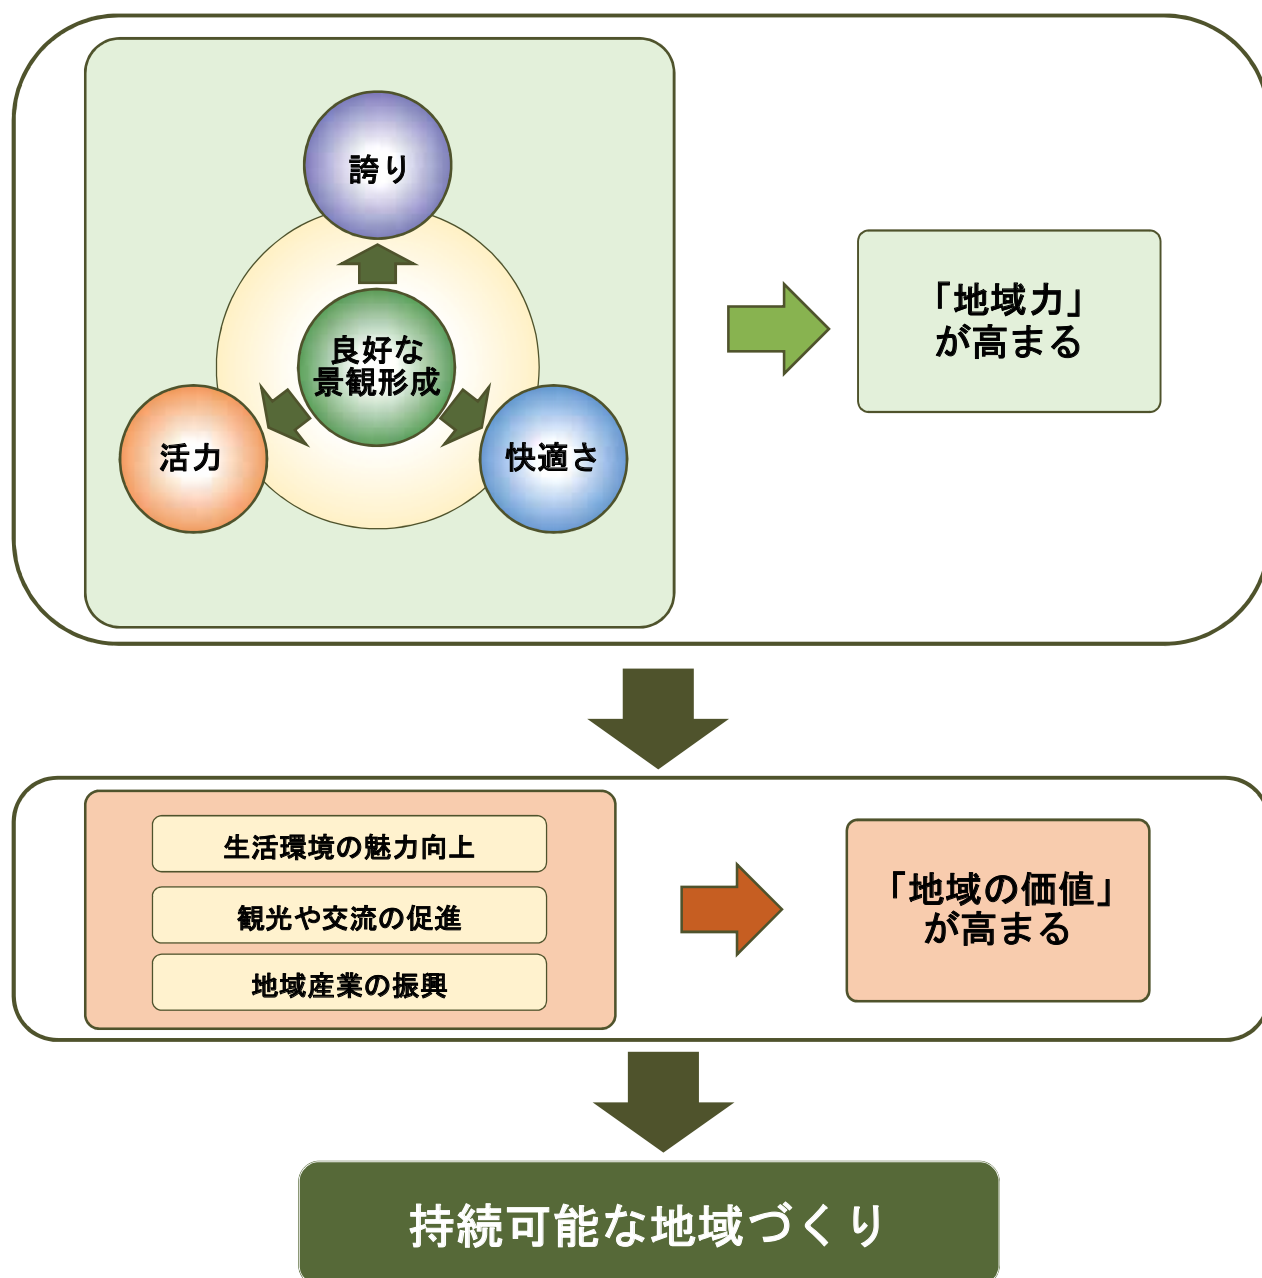 誇り
良好な
景観形成
活力
快適さ
「地域力」
が高まる
生活環境の魅力向上
観光や交流の促進
地域産業の振興
「地域の価値」
が高まる
持続可能な地域づくり